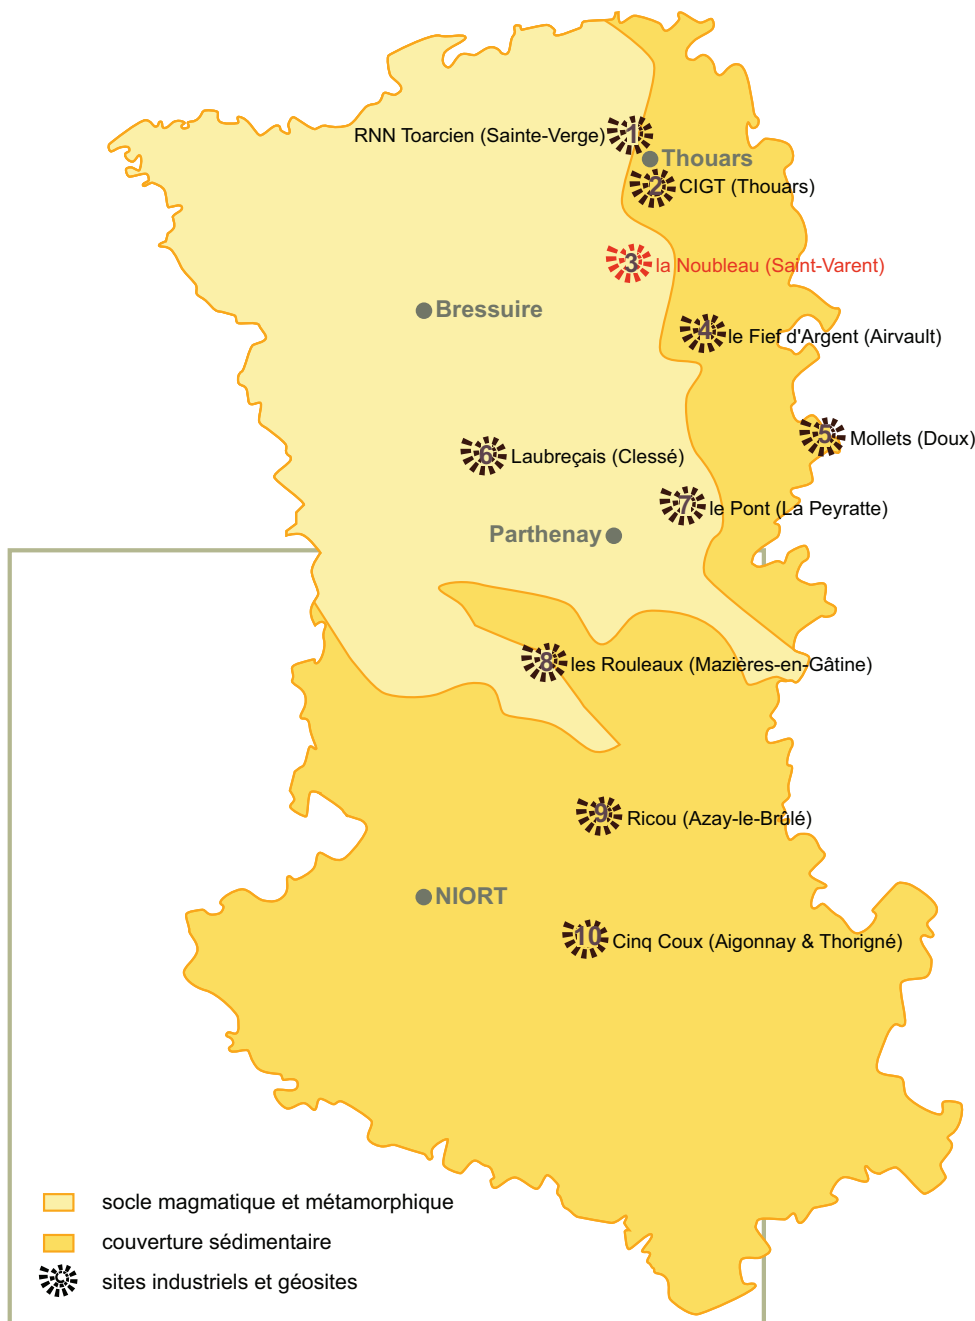 RNN Toarcien (Sainte-Verge) 1
Thouars
2 CIGT (Thouars)
3 la Noubleau (Saint-Varent)
Bressuire
4 le Fief d'Argent (Airvault)
5 Mollets (Doux)
6 Laubreçais (Clessé)
7 le Pont (La Peyratte)
Parthenay
8 les Rouleaux (Mazières-en-Gâtine)
9 Ricou (Azay-le-Brûlé)
NIORT
10 Cinq Coux (Aigonnay & Thorigné)
socle magmatique et métamorphique
couverture sédimentaire
sites industriels et géosites